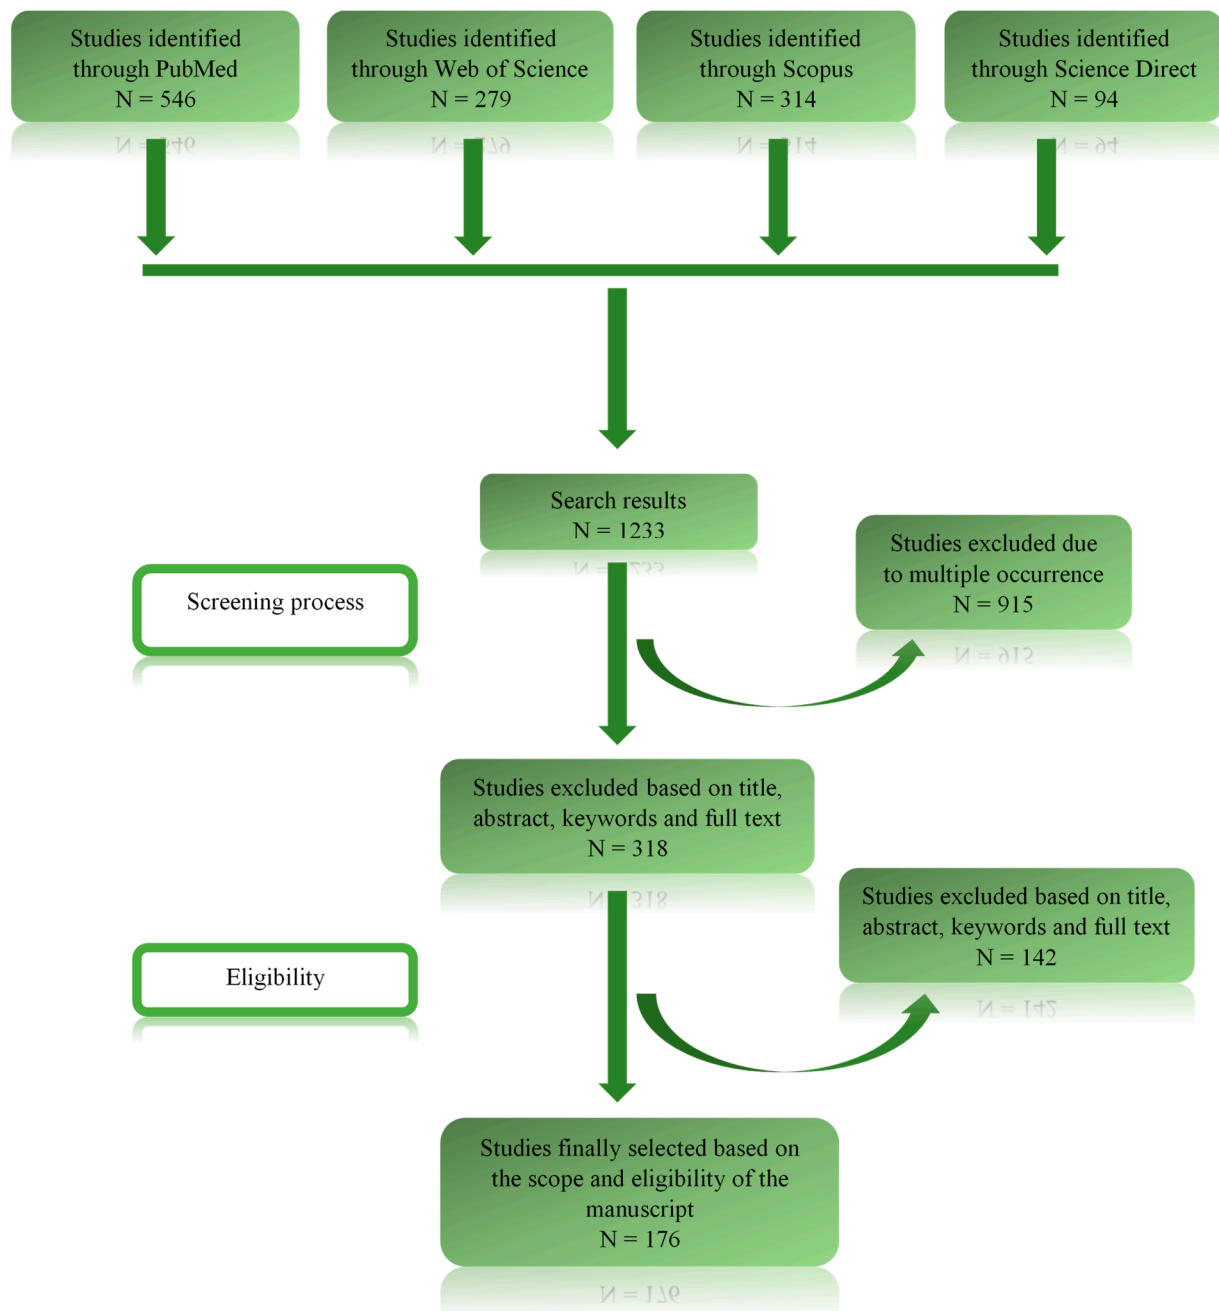 Studies identified
through PubMed
N = 546
Studies identified
through Web of Science
N = 279
Studies identified
through Scopus
N = 314
Studies identified
through Science Direct
N = 94
Search results
N = 1233
Studies excluded due
to multiple occurrence
N = 915
Screening process
Studies excluded based on title,
abstract, keywords and full text
N = 318
Studies excluded based on title,
abstract, keywords and full text
N = 142
Eligibility
Studies finally selected based on
the scope and eligibility of the
manuscript
N = 176